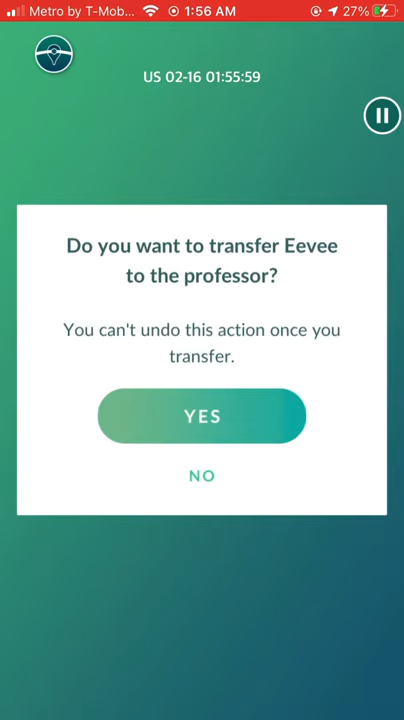 Metro by T-Mob... 1:56 AM 27%
US 02-16 01:55:59
Do you want to transfer Eevee
to the professor?
You can't undo this action once you
transfer.
YES
NO